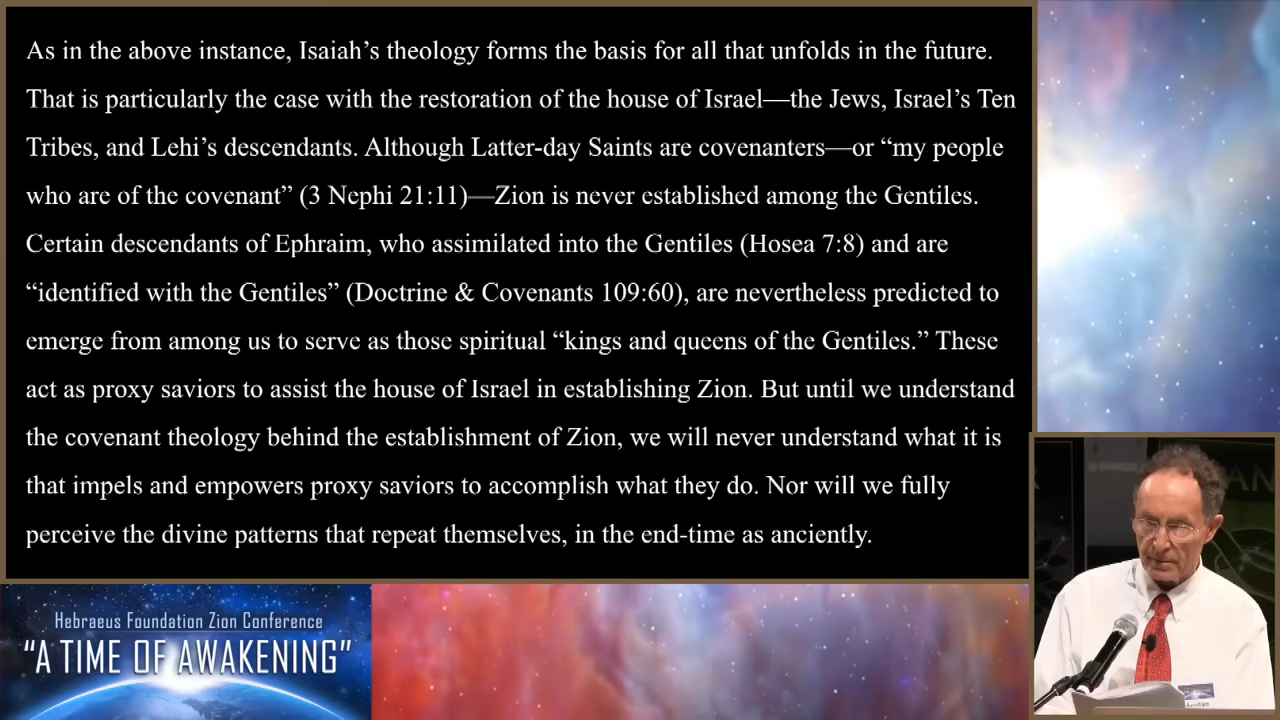 As in the above instance, Isaiah’s theology forms the basis for all that unfolds in the future.
That is particularly the case with the restoration of the house of Israel—the Jews, Israel’s Ten
Tribes, and Lehi’s descendants. Although Latter-day Saints are covenanters—or “my people
who are of the covenant” (3 Nephi 21:11)—Zion is never established among the Gentiles.
Certain descendants of Ephraim, who assimilated into the Gentiles (Hosea 7:8) and are
“identified with the Gentiles” (Doctrine & Covenants 109:60), are nevertheless predicted to
emerge from among us to serve as those spiritual “kings and queens of the Gentiles.” These
act as proxy saviors to assist the house of Israel in establishing Zion. But until we understand
the covenant theology behind the establishment of Zion, we will never understand what it is
that impels and empowers proxy saviors to accomplish what they do. Nor will we fully
perceive the divine patterns that repeat themselves, in the end-time as anciently.
Hebraeus Foundation Zion Conference
“A TIME OF AWAKENING”
Avraham